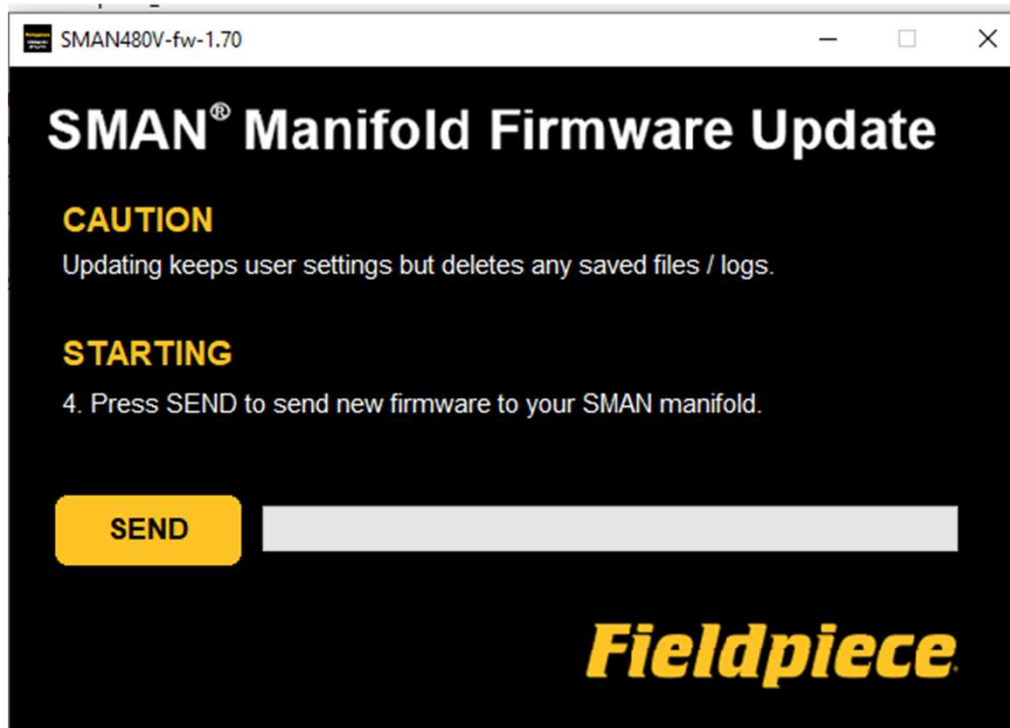 SMAN480V-fw-1.70
SMAN® Manifold Firmware Update
CAUTION
Updating keeps user settings but deletes any saved files / logs.
STARTING
4. Press SEND to send new firmware to your SMAN manifold.
SEND
Fieldpiece